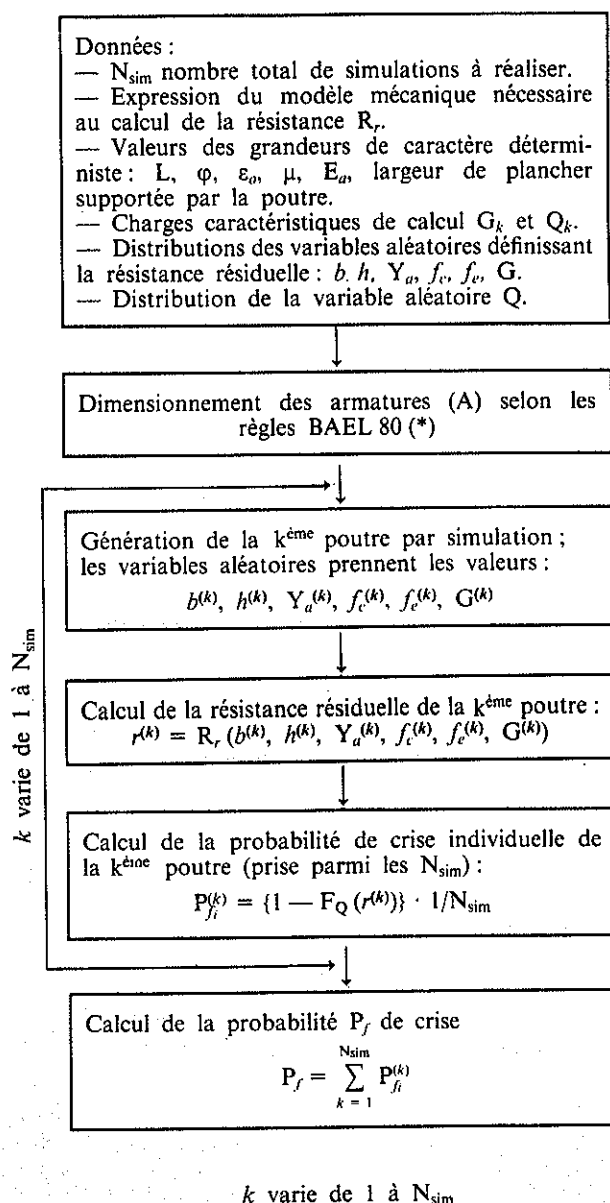 Données :
— N_sim nombre total de simulations à réaliser.
— Expression du modèle mécanique nécessaire
au calcul de la résistance R_r.
— Valeurs des grandeurs de caractère détermi-
niste : L, φ, ε_o, μ, E_a, largeur de plancher
supportée par la poutre.
— Charges caractéristiques de calcul G_k et Q_k.
— Distributions des variables aléatoires définissant
la résistance résiduelle : b. h, Y_a, f_c, f_e, G.
— Distribution de la variable aléatoire Q.
Dimensionnement des armatures (A) selon les
règles BAEL 80 (*)
Génération de la k^ème poutre par simulation ;
les variables aléatoires prennent les valeurs :
b^(k), h^(k), Y_a^(k), f_c^(k), f_e^(k), G^(k)
Calcul de la résistance résiduelle de la k^ème poutre :
r^(k) = R_r (b^(k), h^(k), Y_a^(k), f_c^(k), f_e^(k), G^(k))
Calcul de la probabilité de crise individuelle de
la k^ème poutre (prise parmi les N_sim) :
P_fi^(k) = {1 — F_Q (r^(k))} · 1/N_sim
k varie de 1 à N_sim
Calcul de la probabilité P_f de crise
N_sim
P_f = ∑ P_fi^(k)
k = 1
k varie de 1 à N_sim